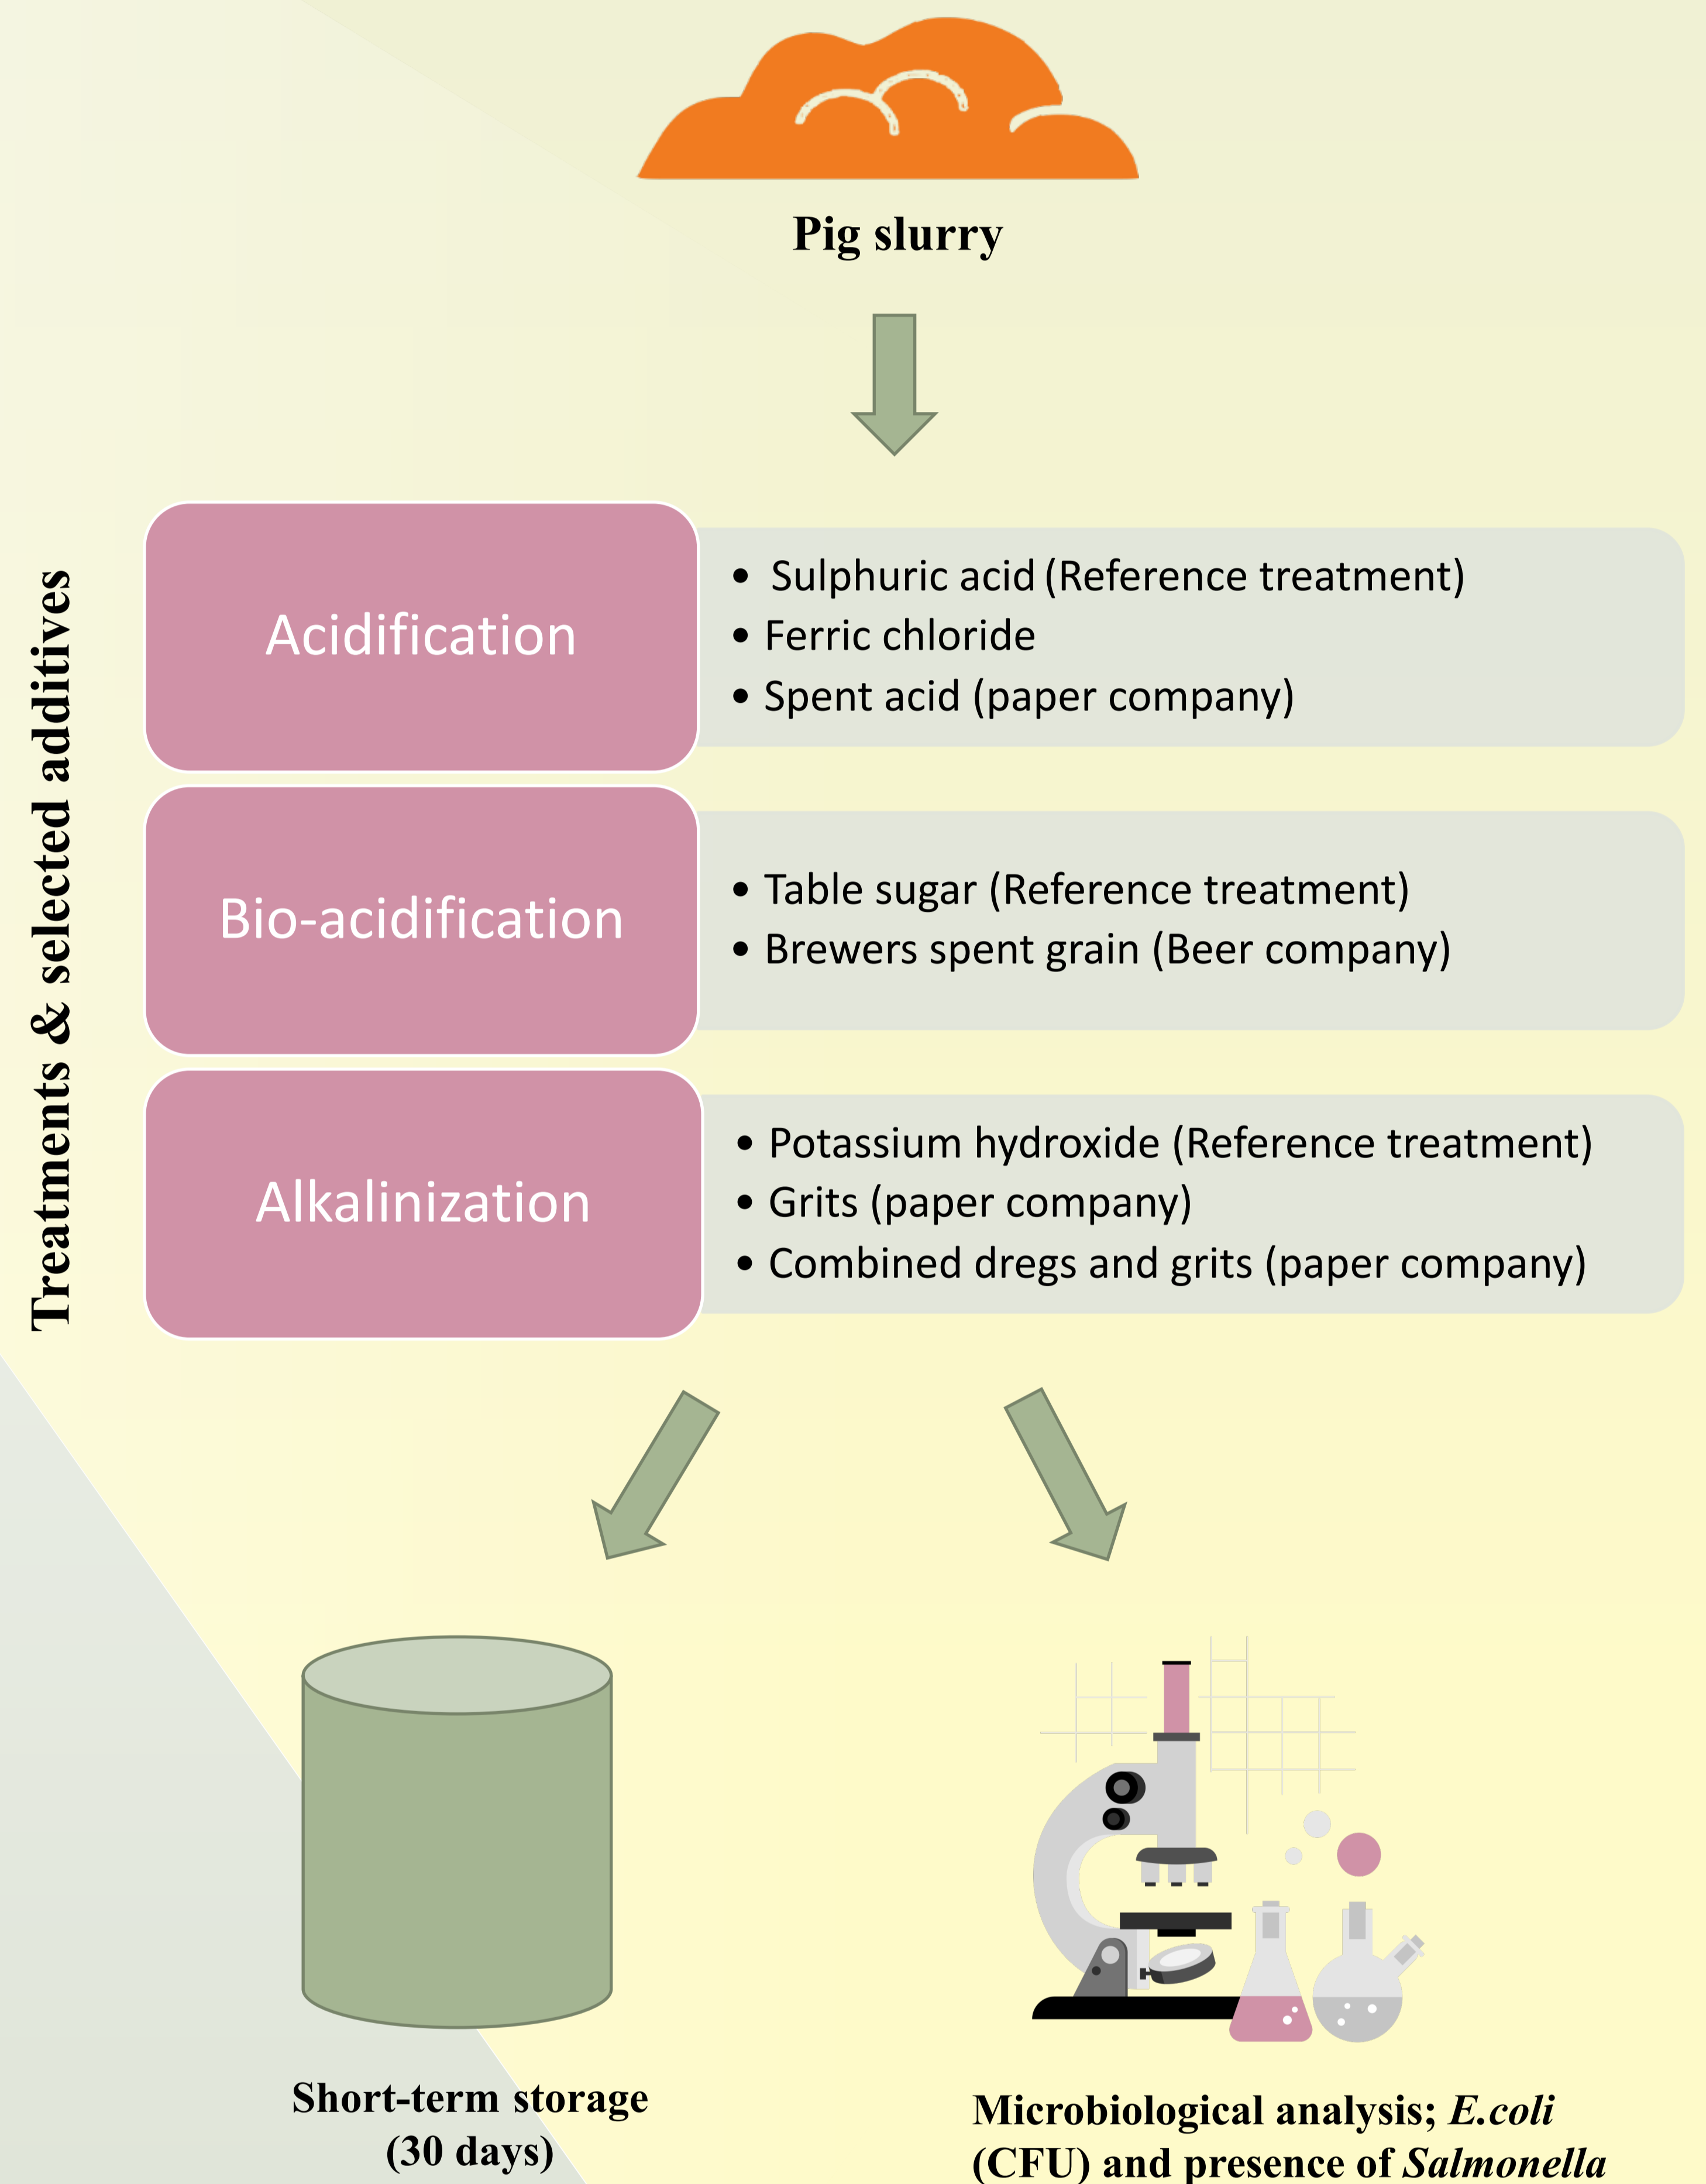 Pig slurry
Treatments & selected additives
Acidification
• Sulphuric acid (Reference treatment)
• Ferric chloride
• Spent acid (paper company)
Bio-acidification
• Table sugar (Reference treatment)
• Brewers spent grain (Beer company)
Alkalinization
• Potassium hydroxide (Reference treatment)
• Grits (paper company)
• Combined dregs and grits (paper company)
Short-term storage
(30 days)
Microbiological analysis; E.coli
(CFU) and presence of Salmonella